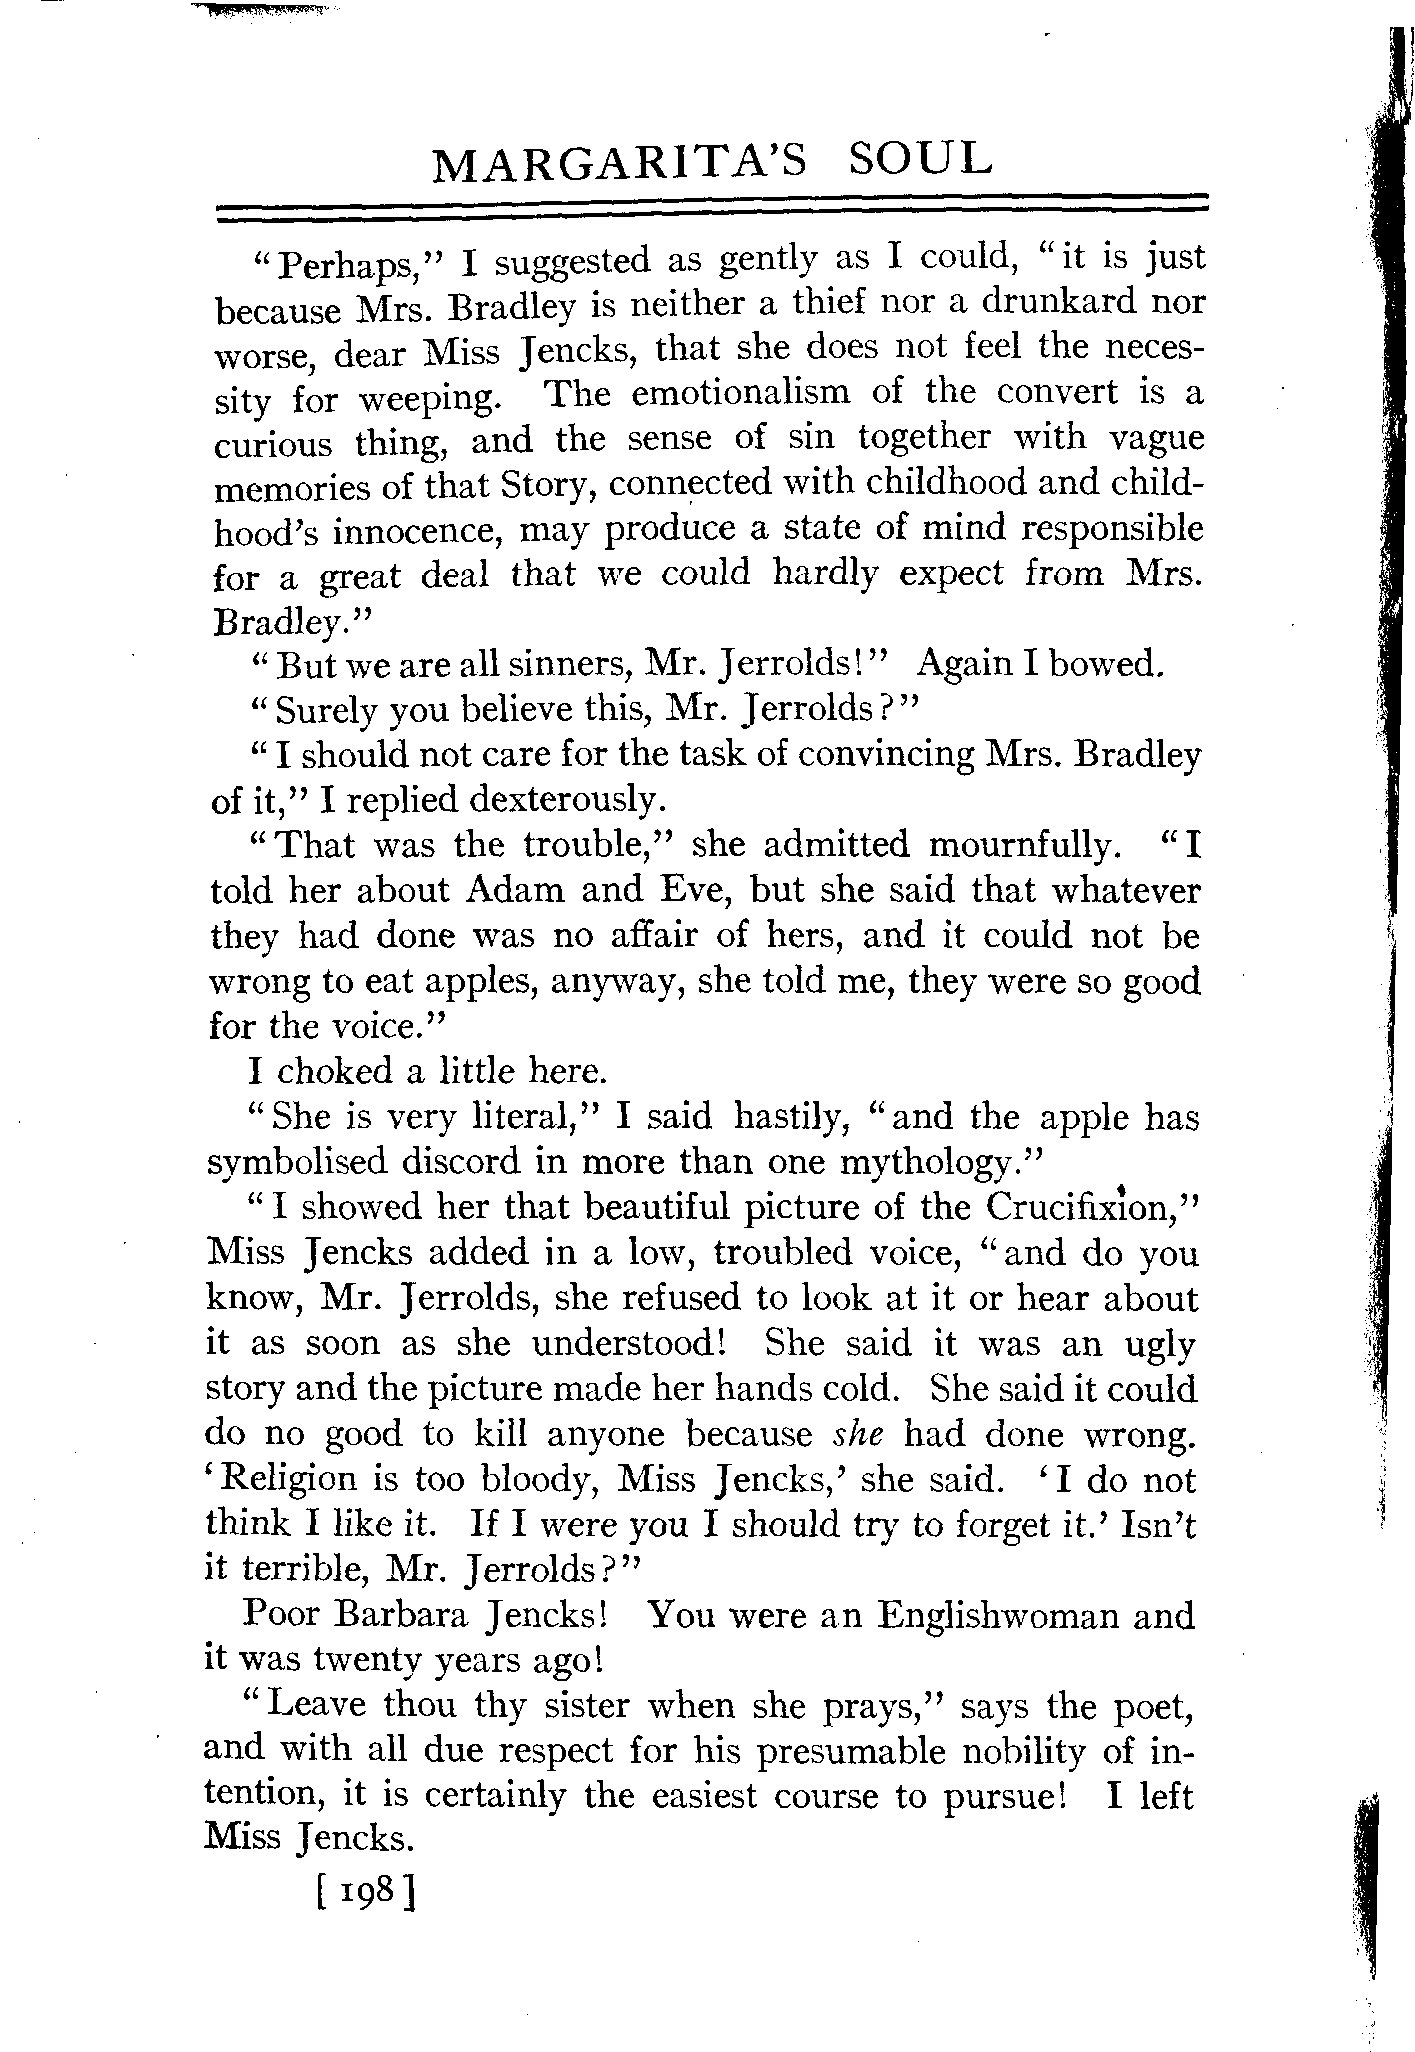 MARGARITA'S SOUL
"Perhaps," I suggested as gently as I could, "it is just
because Mrs. Bradley is neither a thief nor a drunkard nor
worse, dear Miss Jencks, that she does not feel the neces-
sity for weeping. The emotionalism of the convert is a
curious thing, and the sense of sin together with vague
memories of that Story, connected with childhood and child-
hood's innocence, may produce a state of mind responsible
for a great deal that we could hardly expect from Mrs.
Bradley."
"But we are all sinners, Mr. Jerrolds!" Again I bowed.
"Surely you believe this, Mr. Jerrolds?"
"I should not care for the task of convincing Mrs. Bradley
of it," I replied dexterously.
"That was the trouble," she admitted mournfully. "I
told her about Adam and Eve, but she said that whatever
they had done was no affair of hers, and it could not be
wrong to eat apples, anyway, she told me, they were so good
for the voice."
I choked a little here.
"She is very literal," I said hastily, "and the apple has
symbolised discord in more than one mythology."
"I showed her that beautiful picture of the Crucifixion,"
Miss Jencks added in a low, troubled voice, "and do you
know, Mr. Jerrolds, she refused to look at it or hear about
it as soon as she understood! She said it was an ugly
story and the picture made her hands cold. She said it could
do no good to kill anyone because she had done wrong.
'Religion is too bloody, Miss Jencks,' she said. 'I do not
think I like it. If I were you I should try to forget it.' Isn't
it terrible, Mr. Jerrolds?"
Poor Barbara Jencks! You were an Englishwoman and
it was twenty years ago!
"Leave thou thy sister when she prays," says the poet,
and with all due respect for his presumable nobility of in-
tention, it is certainly the easiest course to pursue! I left
Miss Jencks.
[ 198 ]